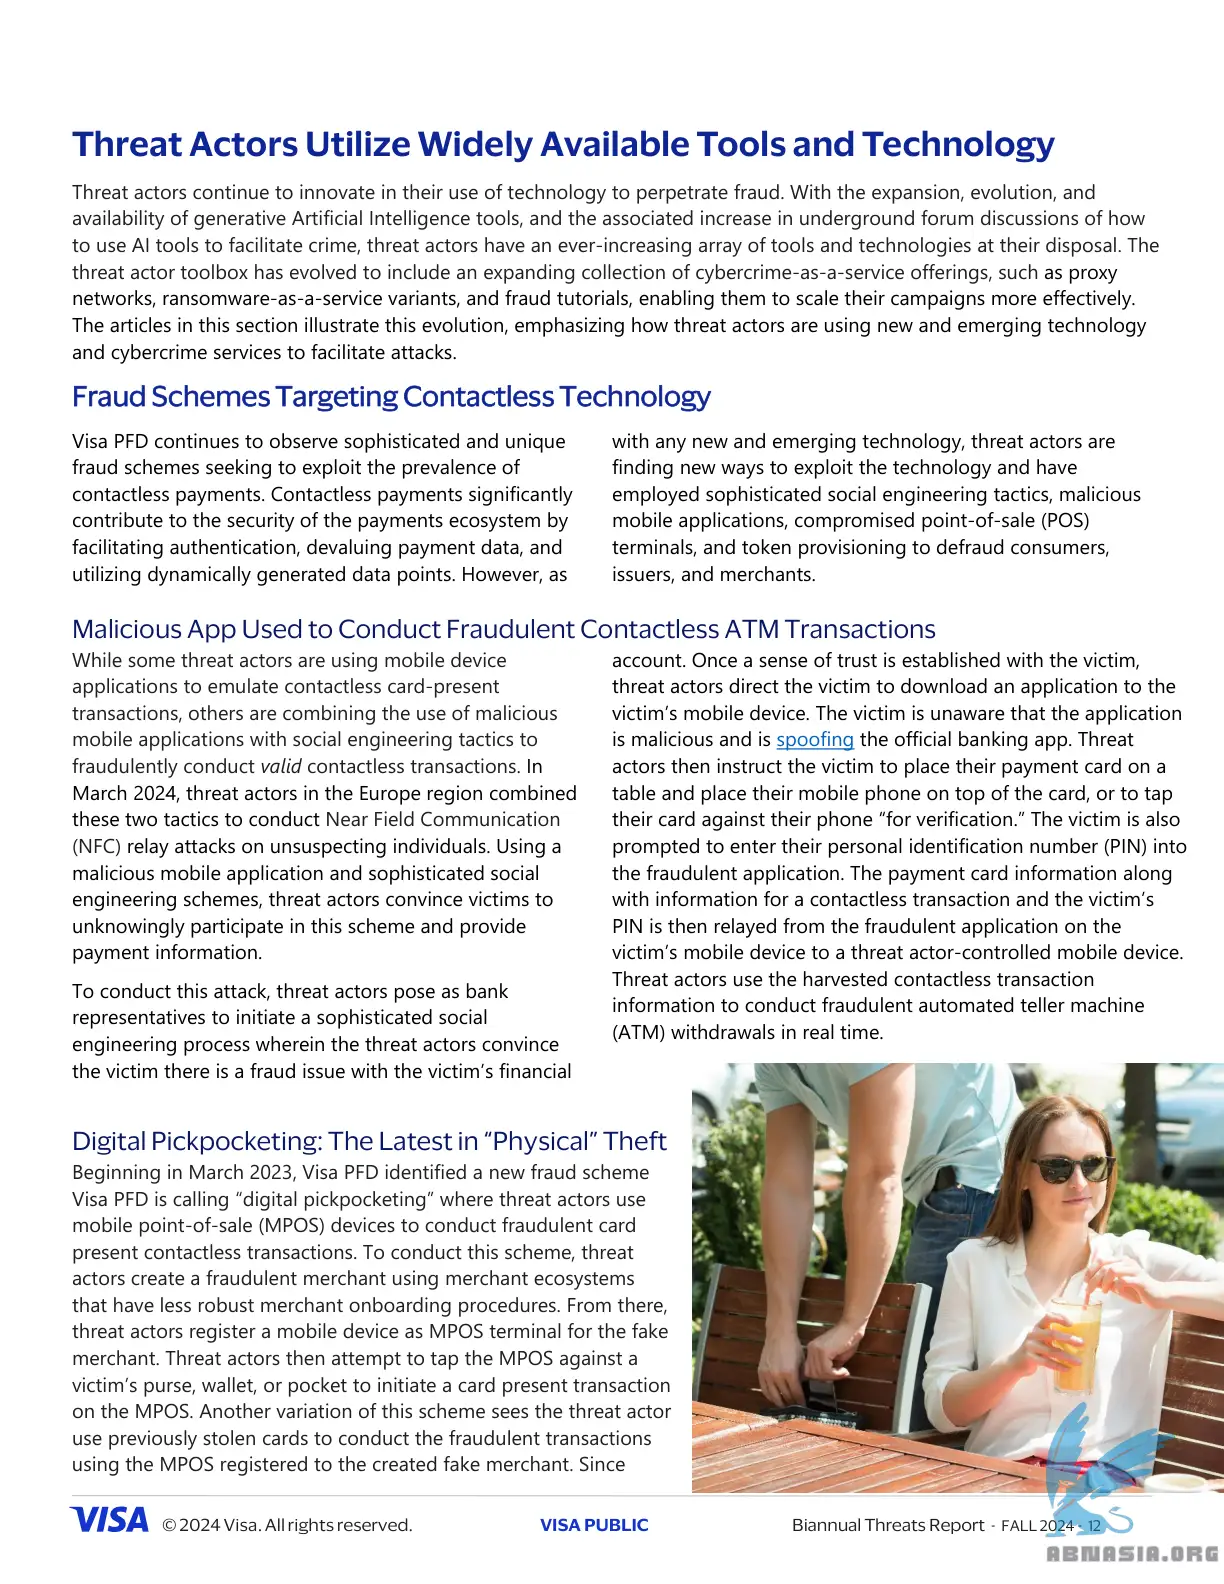 Threat Actors Utilize Widely Available Tools and Technology
Threat actors continue to innovate in their use of technology to perpetrate fraud. With the expansion, evolution, and
availability of generative Artificial Intelligence tools, and the associated increase in underground forum discussions of how
to use AI tools to facilitate crime, threat actors have an ever-increasing array of tools and technologies at their disposal. The
threat actor toolbox has evolved to include an expanding collection of cybercrime-as-a-service offerings, such as proxy
networks, ransomware-as-a-service variants, and fraud tutorials, enabling them to scale their campaigns more effectively.
The articles in this section illustrate this evolution, emphasizing how threat actors are using new and emerging technology
and cybercrime services to facilitate attacks.
Fraud Schemes Targeting Contactless Technology
Visa PFD continues to observe sophisticated and unique
fraud schemes seeking to exploit the prevalence of
contactless payments. Contactless payments significantly
contribute to the security of the payments ecosystem by
facilitating authentication, devaluing payment data, and
utilizing dynamically generated data points. However, as
with any new and emerging technology, threat actors are
finding new ways to exploit the technology and have
employed sophisticated social engineering tactics, malicious
mobile applications, compromised point-of-sale (POS)
terminals, and token provisioning to defraud consumers,
issuers, and merchants.
Malicious App Used to Conduct Fraudulent Contactless ATM Transactions
While some threat actors are using mobile device
applications to emulate contactless card-present
transactions, others are combining the use of malicious
mobile applications with social engineering tactics to
fraudulently conduct valid contactless transactions. In
March 2024, threat actors in the Europe region combined
these two tactics to conduct Near Field Communication
(NFC) relay attacks on unsuspecting individuals. Using a
malicious mobile application and sophisticated social
engineering schemes, threat actors convince victims to
unknowingly participate in this scheme and provide
payment information.
To conduct this attack, threat actors pose as bank
representatives to initiate a sophisticated social
engineering process wherein the threat actors convince
the victim there is a fraud issue with the victim's financial
account. Once a sense of trust is established with the victim,
threat actors direct the victim to download an application to the
victim's mobile device. The victim is unaware that the application
is malicious and is spoofing the official banking app. Threat
actors then instruct the victim to place their payment card on a
table and place their mobile phone on top of the card, or to tap
their card against their phone “for verification.” The victim is also
prompted to enter their personal identification number (PIN) into
the fraudulent application. The payment card information along
with information for a contactless transaction and the victim's
PIN is then relayed from the fraudulent application on the
victim's mobile device to a threat actor-controlled mobile device.
Threat actors use the harvested contactless transaction
information to conduct fraudulent automated teller machine
(ATM) withdrawals in real time.
Digital Pickpocketing: The Latest in “Physical” Theft
Beginning in March 2023, Visa PFD identified a new fraud scheme
Visa PFD is calling “digital pickpocketing” where threat actors use
mobile point-of-sale (MPOS) devices to conduct fraudulent card
present contactless transactions. To conduct this scheme, threat
actors create a fraudulent merchant using merchant ecosystems
that have less robust merchant onboarding procedures. From there,
threat actors register a mobile device as MPOS terminal for the fake
merchant. Threat actors then attempt to tap the MPOS against a
victim's purse, wallet, or pocket to initiate a card present transaction
on the MPOS. Another variation of this scheme sees the threat actor
use previously stolen cards to conduct the fraudulent transactions
using the MPOS registered to the created fake merchant. Since
VISA © 2024 Visa. All rights reserved. VISA PUBLIC Biannual Threats Report - FALL 2024 - 12
ABNASIA.ORG